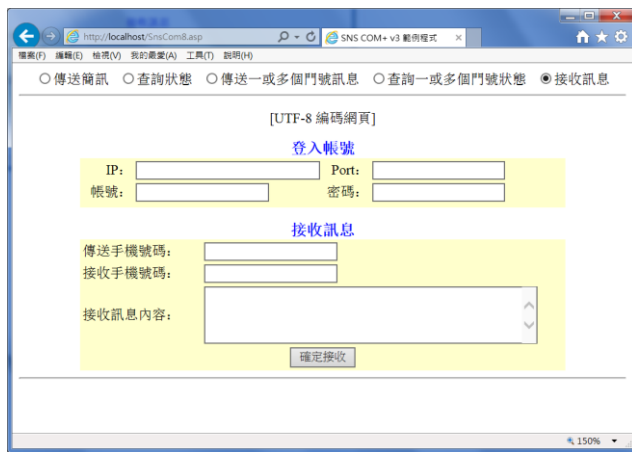 http://localhost/SnsCom8.asp
SNS COM+ v3 範例程式
檔案(F) 編輯(E) 檢視(V) 我的最愛(A) 工具(T) 說明(H)
傳送簡訊 查詢狀態 傳送一或多個門號訊息 查詢一或多個門號狀態 接收訊息
[UTF-8 編碼網頁]
登入帳號
IP: Port:
帳號: 密碼:
接收訊息
傳送手機號碼:
接收手機號碼:
接收訊息內容:
確定接收
150%